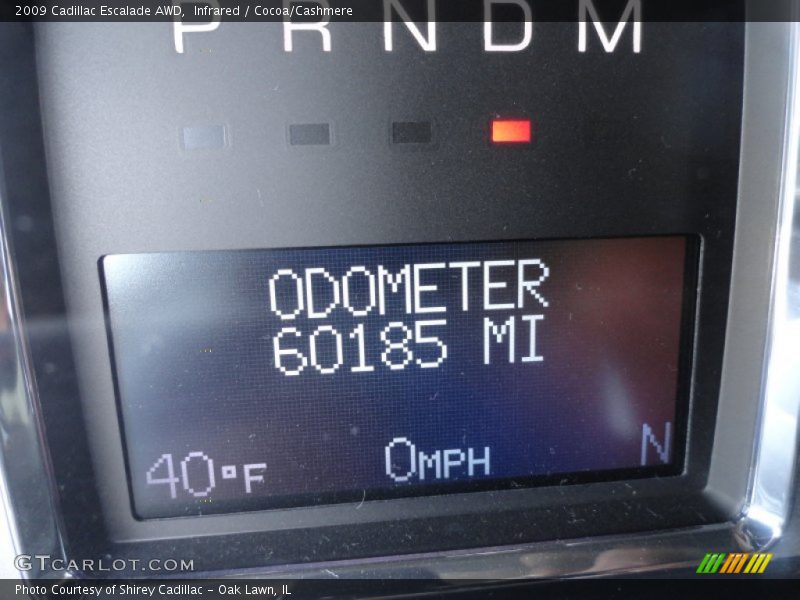 2009 Cadillac Escalade AWD, Infrared / Cocoa/Cashmere
P R N D M
ODOMETER
60185 MI
40°F 0MPH N
GTCARLOT.COM
Photo Courtesy of Shirey Cadillac - Oak Lawn, IL